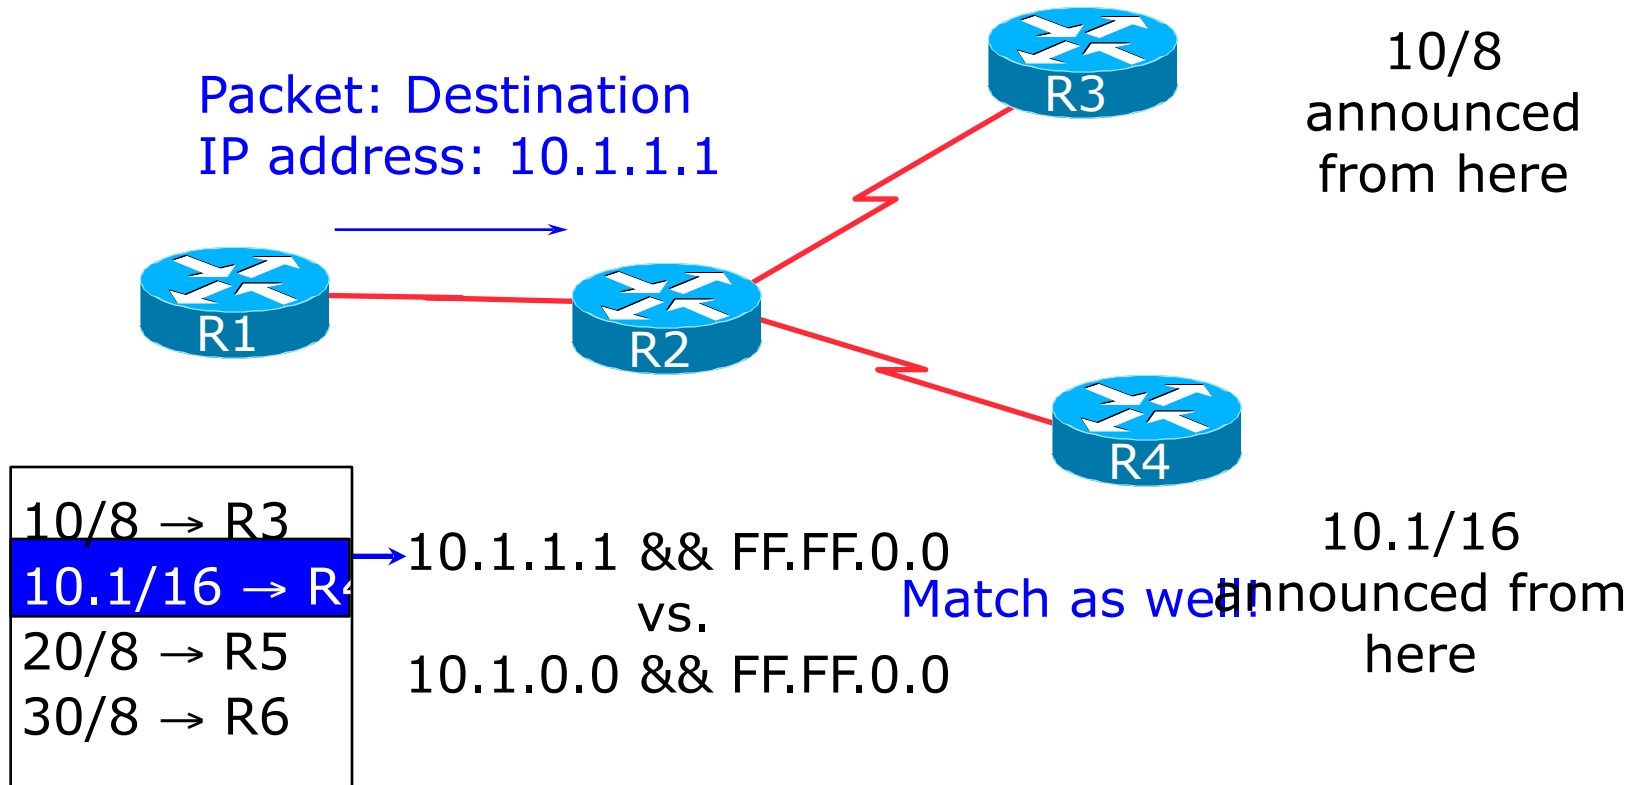 Packet: Destination
IP address: 10.1.1.1
R3
10/8
announced
from here
R1
R2
R4
10/8 → R3
10.1/16 → R4
20/8 → R5
30/8 → R6
10.1.1.1 && FF.FF.0.0
vs.
10.1.0.0 && FF.FF.0.0
Match as well!
10.1/16
announced from
here